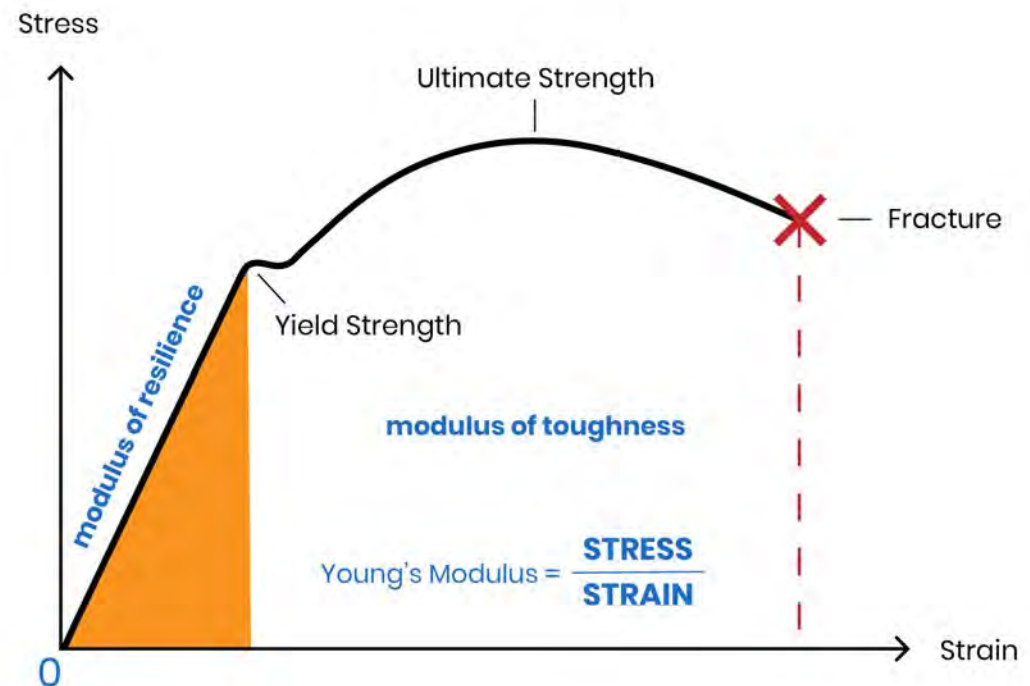 Stress
Ultimate Strength
Fracture
Yield Strength
modulus of resilience
modulus of toughness
Young's Modulus = STRESS
STRAIN
Strain
0